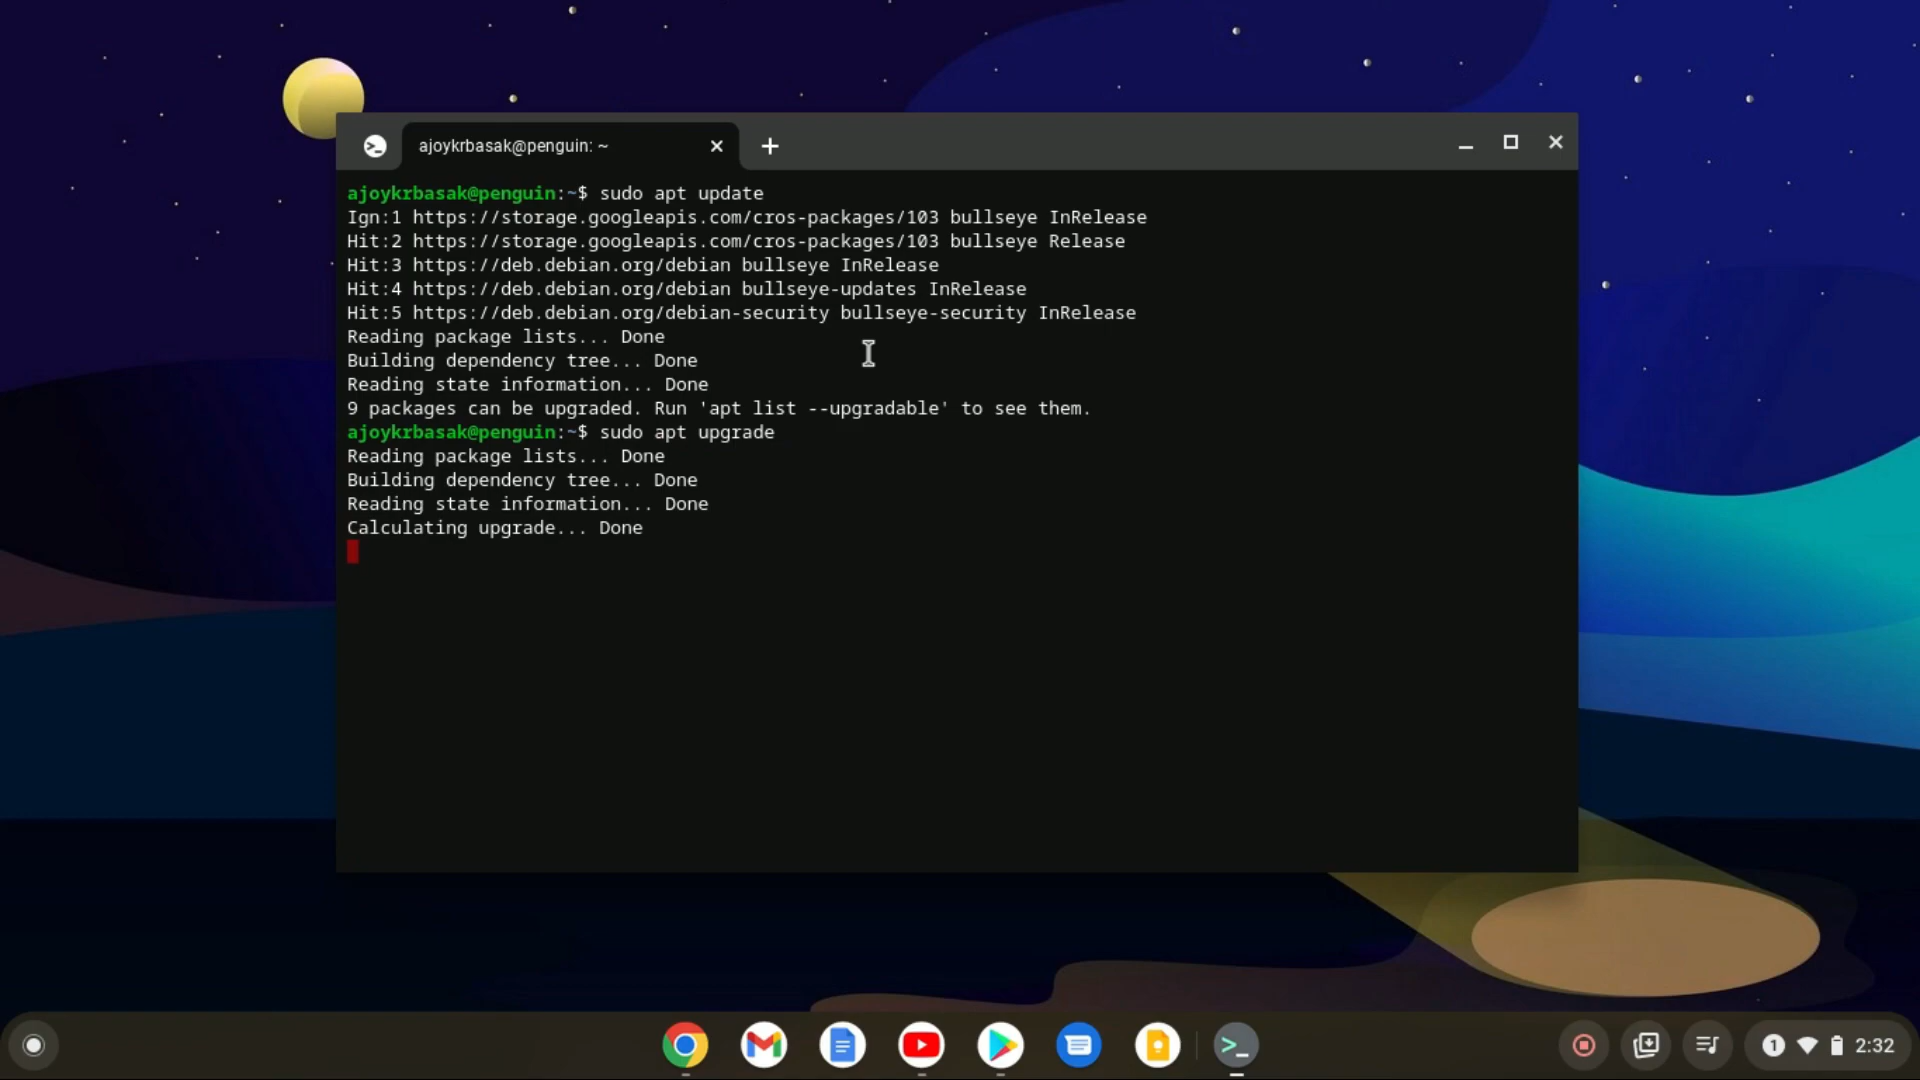 ajoykrbasak@penguin: ~
ajoykrbasak@penguin:~$ sudo apt update
Ign:1 https://storage.googleapis.com/cros-packages/103 bullseye InRelease
Hit:2 https://storage.googleapis.com/cros-packages/103 bullseye Release
Hit:3 https://deb.debian.org/debian bullseye InRelease
Hit:4 https://deb.debian.org/debian bullseye-updates InRelease
Hit:5 https://deb.debian.org/debian-security bullseye-security InRelease
Reading package lists... Done
Building dependency tree... Done
Reading state information... Done
9 packages can be upgraded. Run 'apt list --upgradable' to see them.
ajoykrbasak@penguin:~$ sudo apt upgrade
Reading package lists... Done
Building dependency tree... Done
Reading state information... Done
Calculating upgrade... Done
1 2:32